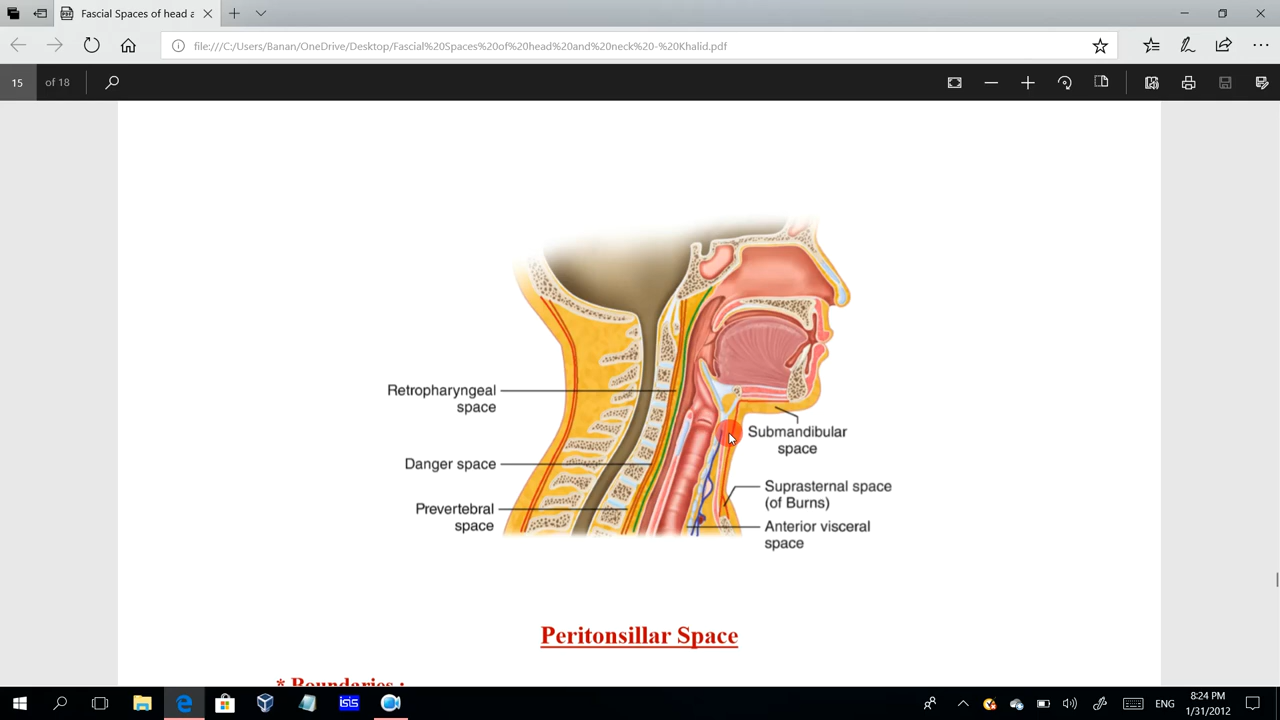 Fascial Spaces of head a
file:///C:/Users/Banan/OneDrive/Desktop/Fascial%20Spaces%20of%20head%20and%20neck%20-%20Khalid.pdf
15 of 18
Retropharyngeal
space
Danger space
Prevertebral
space
Submandibular
space
Suprasternal space
(of Burns)
Anterior visceral
space
Peritonsillar Space
* Boundaries :
ISIS
ENG
8:24 PM
1/31/2012